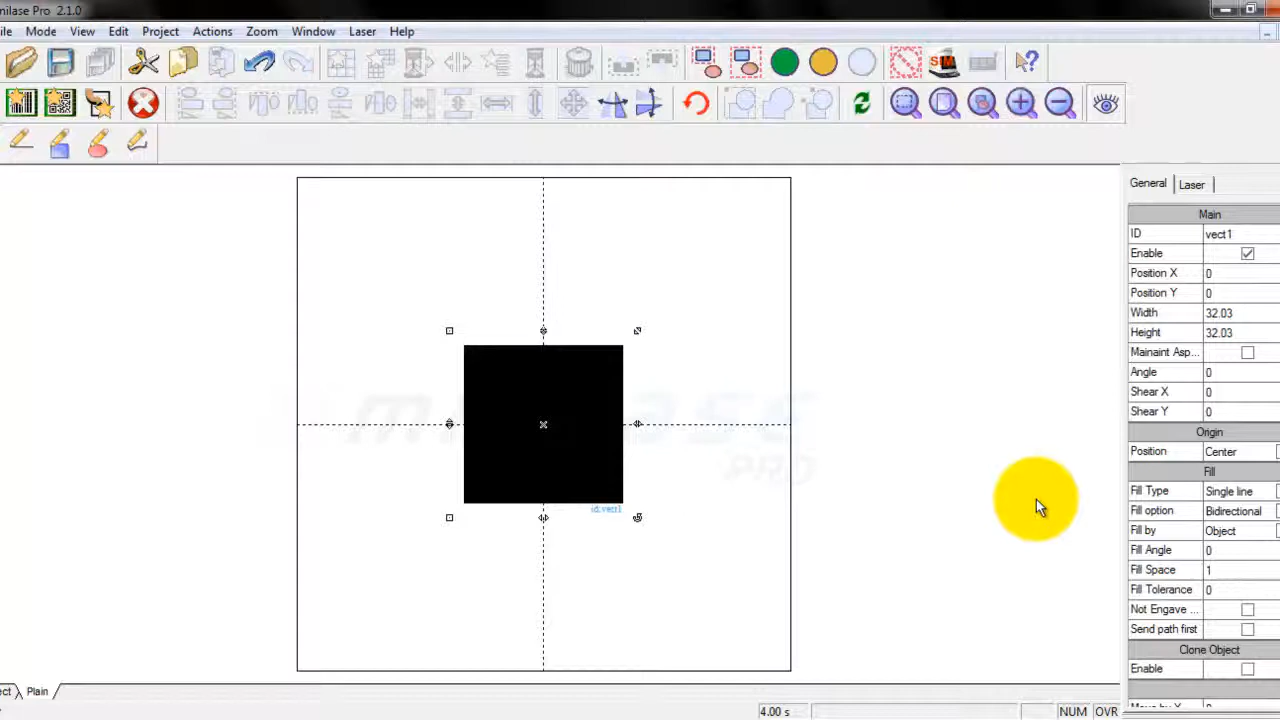 milase Pro 2.1.0
ile Mode View Edit Project Actions Zoom Window Laser Help
SIM
General Laser
Main
ID vect1
Enable
Position X 0
Position Y 0
Width 32.03
Height 32.03
Mainaint Asp...
Angle 0
Shear X 0
Shear Y 0
Origin
Position Center
Fill
Fill Type Single line
Fill option Bidirectional
Fill by Object
Fill Angle 0
Fill Space 1
Fill Tolerance 0
Not Engave ...
Send path first
Clone Object
Enable
PRO
id:vect1
ect Plain
4.00 s NUM OVR